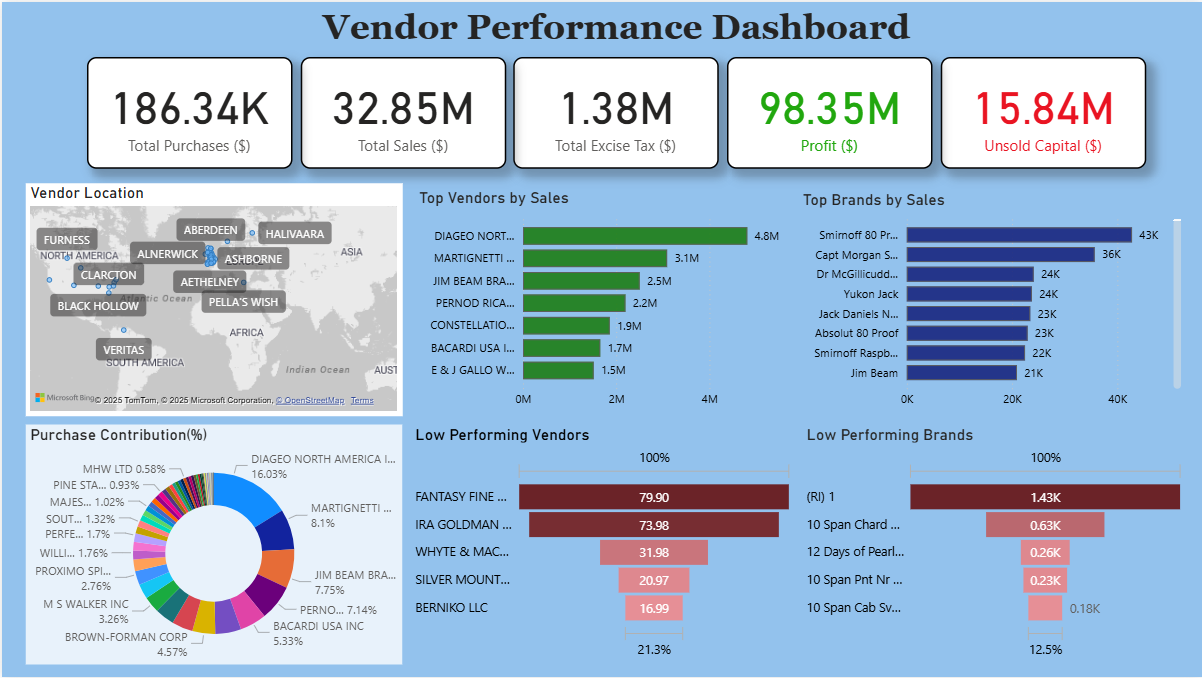 Vendor Performance Dashboard
186.34K
Total Purchases ($)
32.85M
Total Sales ($)
1.38M
Total Excise Tax ($)
98.35M
Profit ($)
15.84M
Unsold Capital ($)
Vendor Location
FURNESS
ABERDEEN
HALIVAARA
NORTH AMERICA
ALNERWICK
ASHBORNE
ASIA
CLARCTON
AETHELNEY
Atlantic Ocean
BLACK HOLLOW
PELLA'S WISH
AFRICA
VERITAS
SOUTH AMERICA
Indian Ocean
AUST
Microsoft Bing
© 2025 TomTom, © 2025 Microsoft Corporation, © OpenStreetMap Terms
Top Vendors by Sales
DIAGEO NORT... 4.8M
MARTIGNETTI ... 3.1M
JIM BEAM BRA... 2.5M
PERNOD RICA... 2.2M
CONSTELLATIO... 1.9M
BACARDI USA I... 1.7M
E & J GALLO W... 1.5M
0M 2M 4M
Top Brands by Sales
Smirnoff 80 Pr... 43K
Capt Morgan S... 36K
Dr McGillicudd... 24K
Yukon Jack 24K
Jack Daniels N... 23K
Absolut 80 Proof 23K
Smirnoff Raspb... 22K
Jim Beam 21K
0K 20K 40K
Purchase Contribution(%)
MHW LTD 0.58%
PINE STA... 0.93%
MAJES... 1.02%
SOUT... 1.32%
PERFE... 1.7%
WILLI... 1.76%
PROXIMO SPI...
2.76%
M S WALKER INC
3.26%
BROWN-FORMAN CORP
4.57%
DIAGEO NORTH AMERICA I...
16.03%
MARTIGNETTI ...
8.1%
JIM BEAM BRA...
7.75%
PERNO... 7.14%
BACARDI USA INC
5.33%
Low Performing Vendors
100%
FANTASY FINE ... 79.90
IRA GOLDMAN ... 73.98
WHYTE & MAC... 31.98
SILVER MOUNT... 20.97
BERNIKO LLC 16.99
21.3%
Low Performing Brands
100%
(RI) 1 1.43K
10 Span Chard ... 0.63K
12 Days of Pearl... 0.26K
10 Span Pnt Nr ... 0.23K
10 Span Cab Sv... 0.18K
12.5%